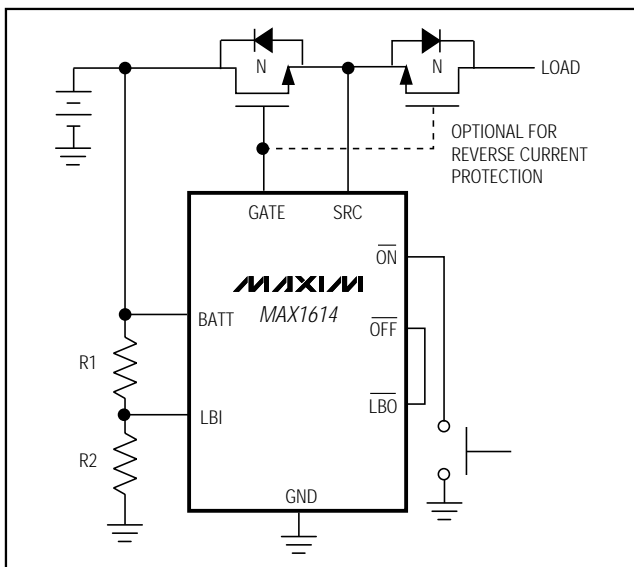 N
N
LOAD
OPTIONAL FOR
REVERSE CURRENT
PROTECTION
GATE
SRC
ON
MAXIM
MAX1614
BATT
OFF
R1
LBI
LBO
R2
GND